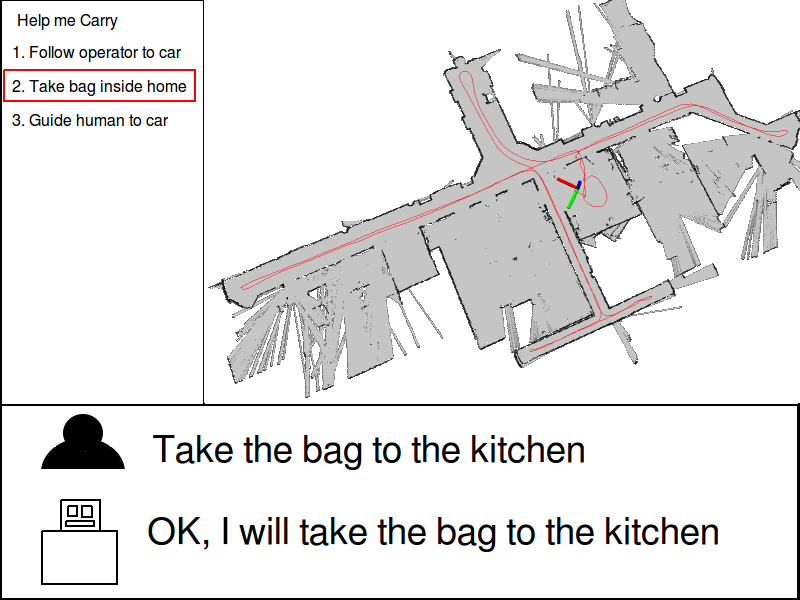 Help me Carry
1. Follow operator to car
2. Take bag inside home
3. Guide human to car
Take the bag to the kitchen
OK, I will take the bag to the kitchen